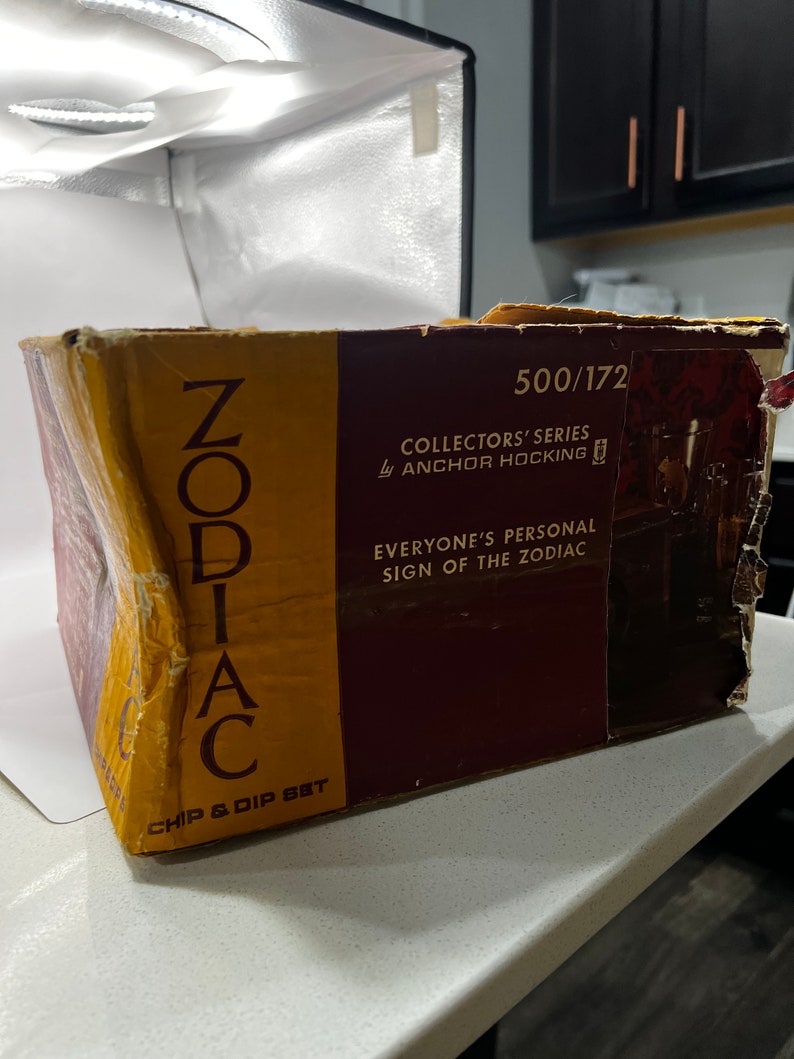 ZODIAC
CHIP & DIP SET
500/172
COLLECTORS' SERIES
by ANCHOR HOCKING
EVERYONE'S PERSONAL
SIGN OF THE ZODIAC
A
C